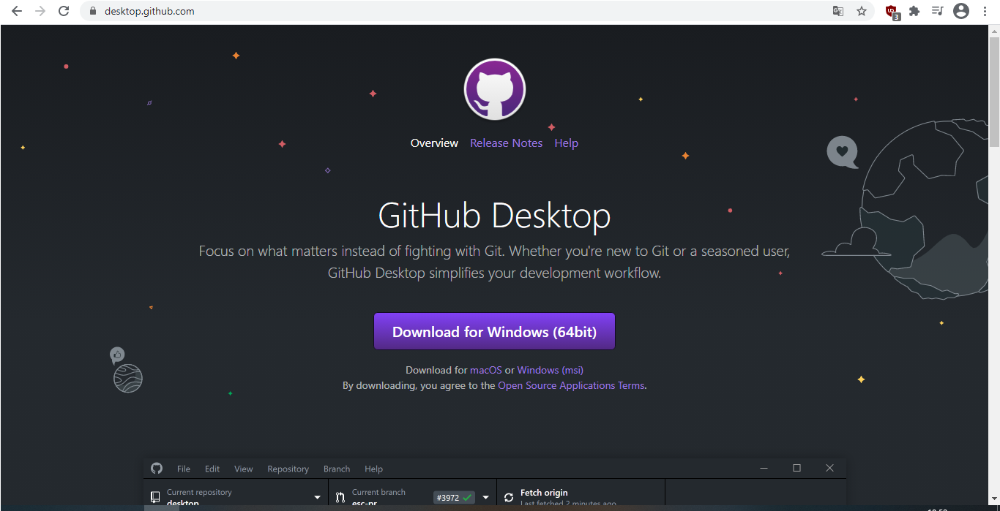 desktop.github.com
3
Overview Release Notes Help
GitHub Desktop
Focus on what matters instead of fighting with Git. Whether you're new to Git or a seasoned user,
GitHub Desktop simplifies your development workflow.
Download for Windows (64bit)
Download for macOS or Windows (msi)
By downloading, you agree to the Open Source Applications Terms.
File Edit View Repository Branch Help
Current repository
desktop
Current branch
esc-pr
#3972
Fetch origin
Last fetched 2 minutes ago